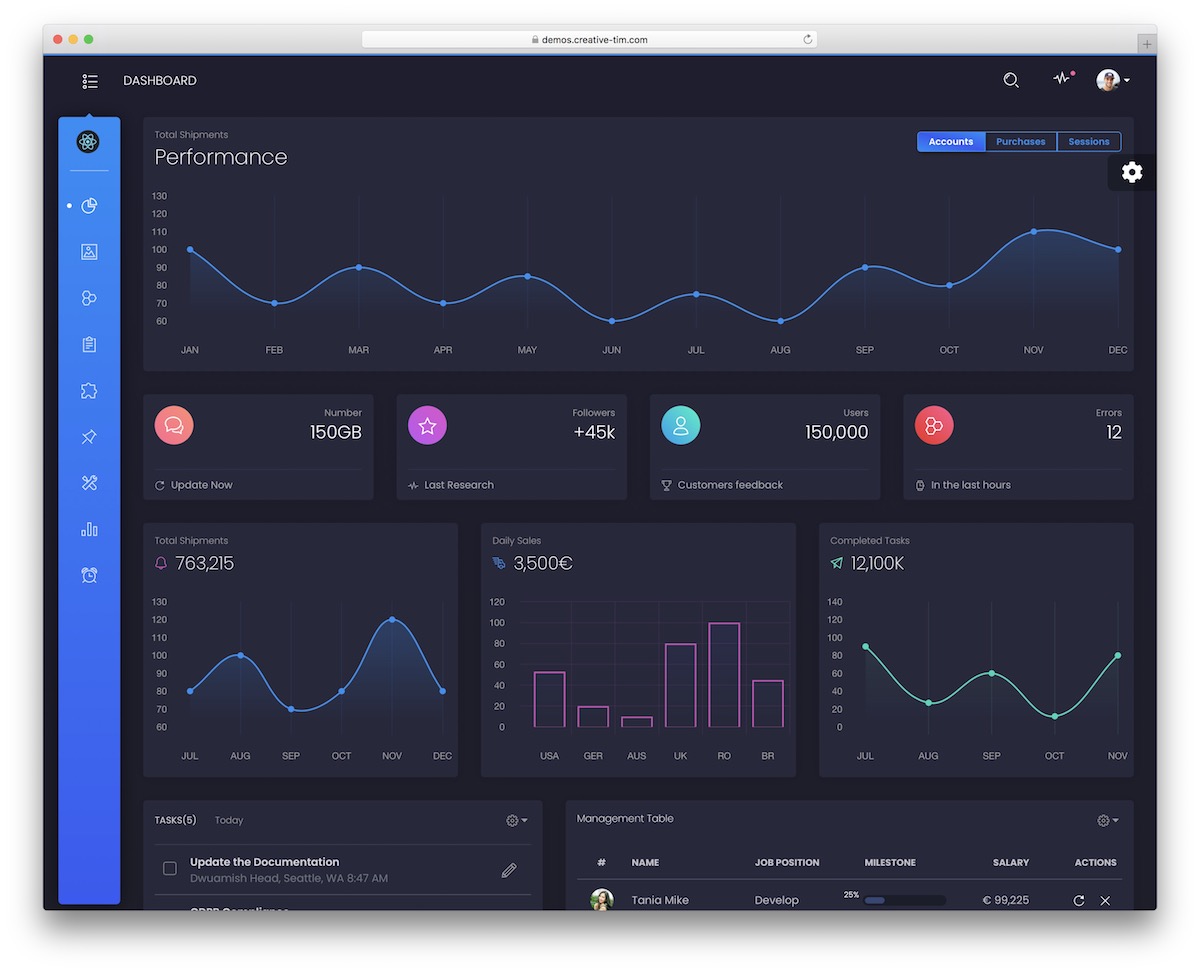 demos.creative-tim.com
DASHBOARD
Total Shipments
Performance
Accounts Purchases Sessions
130
120
110
100
90
80
70
60
JAN FEB MAR APR MAY JUN JUL AUG SEP OCT NOV DEC
Number
150GB
Update Now
Followers
+45k
Last Research
Users
150,000
Customers feedback
Errors
12
In the last hours
Total Shipments
763,215
130
120
110
100
90
80
70
60
JUL AUG SEP OCT NOV DEC
Daily Sales
3,500€
120
100
80
60
40
20
0
USA GER AUS UK RO BR
Completed Tasks
12,100K
140
120
100
80
60
40
20
0
JUL AUG SEP OCT NOV
TASKS(5) Today
Update the Documentation
Dwuamish Head, Seattle, WA 8:47 AM
GDPR Compliance
Management Table
# NAME JOB POSITION MILESTONE SALARY ACTIONS
Tania Mike Develop 25% € 99,225